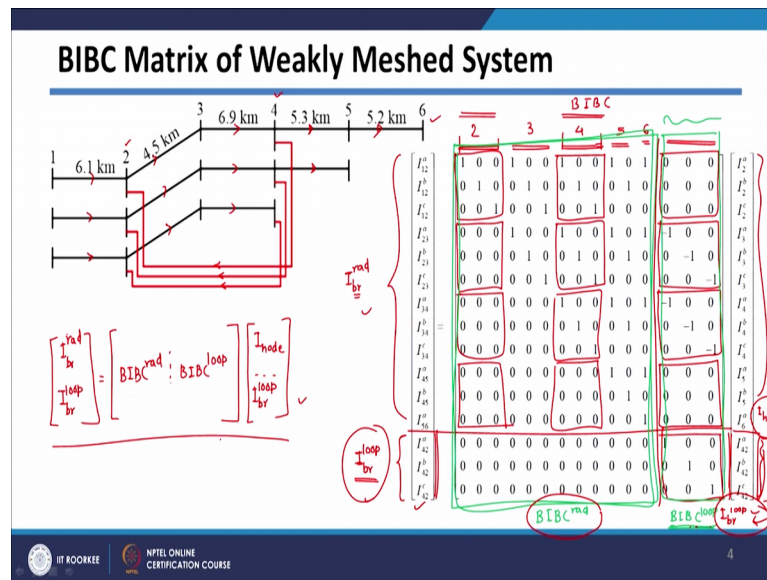 BIBC Matrix of Weakly Meshed System
1 2 3 4 5 6
6.1 km 4.5 km 6.9 km 5.3 km 5.2 km
BIBC
2 3 4 5 6
I_12^a 1 0 0 1 0 0 1 0 0 1 0 1 0 0 0 I_2^a
I_12^b 0 1 0 0 1 0 0 1 0 0 1 0 0 0 0 I_2^b
I_12^c 0 0 1 0 0 1 0 0 1 0 0 0 0 0 0 I_2^c
I_23^a 0 0 0 1 0 0 1 0 0 1 0 1 -1 0 0 I_3^a
I_23^b 0 0 0 0 1 0 0 1 0 0 1 0 0 -1 0 I_3^b
I_23^c 0 0 0 0 0 1 0 0 1 0 0 0 0 0 -1 I_3^c
I_34^a 0 0 0 0 0 0 1 0 0 1 0 1 -1 0 0 I_4^a
I_34^b = 0 0 0 0 0 0 0 1 0 0 1 0 0 -1 0 I_4^b
I_34^c 0 0 0 0 0 0 0 0 1 0 0 0 0 0 -1 I_4^c
I_45^a 0 0 0 0 0 0 0 0 0 1 0 1 0 0 0 I_5^a
I_45^b 0 0 0 0 0 0 0 0 0 0 1 0 0 0 0 I_5^b
I_56^a 0 0 0 0 0 0 0 0 0 0 0 1 0 0 0 I_6^a
I_42^a 0 0 0 0 0 0 0 0 0 0 0 0 1 0 0 I_42^a
I_42^b 0 0 0 0 0 0 0 0 0 0 0 0 0 1 0 I_42^b
I_42^c 0 0 0 0 0 0 0 0 0 0 0 0 0 0 1 I_42^c
I_br^rad
I_br^loop
BIBC^rad BIBC^loop I_br^loop
I_br^rad I_br^loop = BIBC^rad BIBC^loop I_node I_br^loop
IIT ROORKEE
NPTEL ONLINE
CERTIFICATION COURSE
4